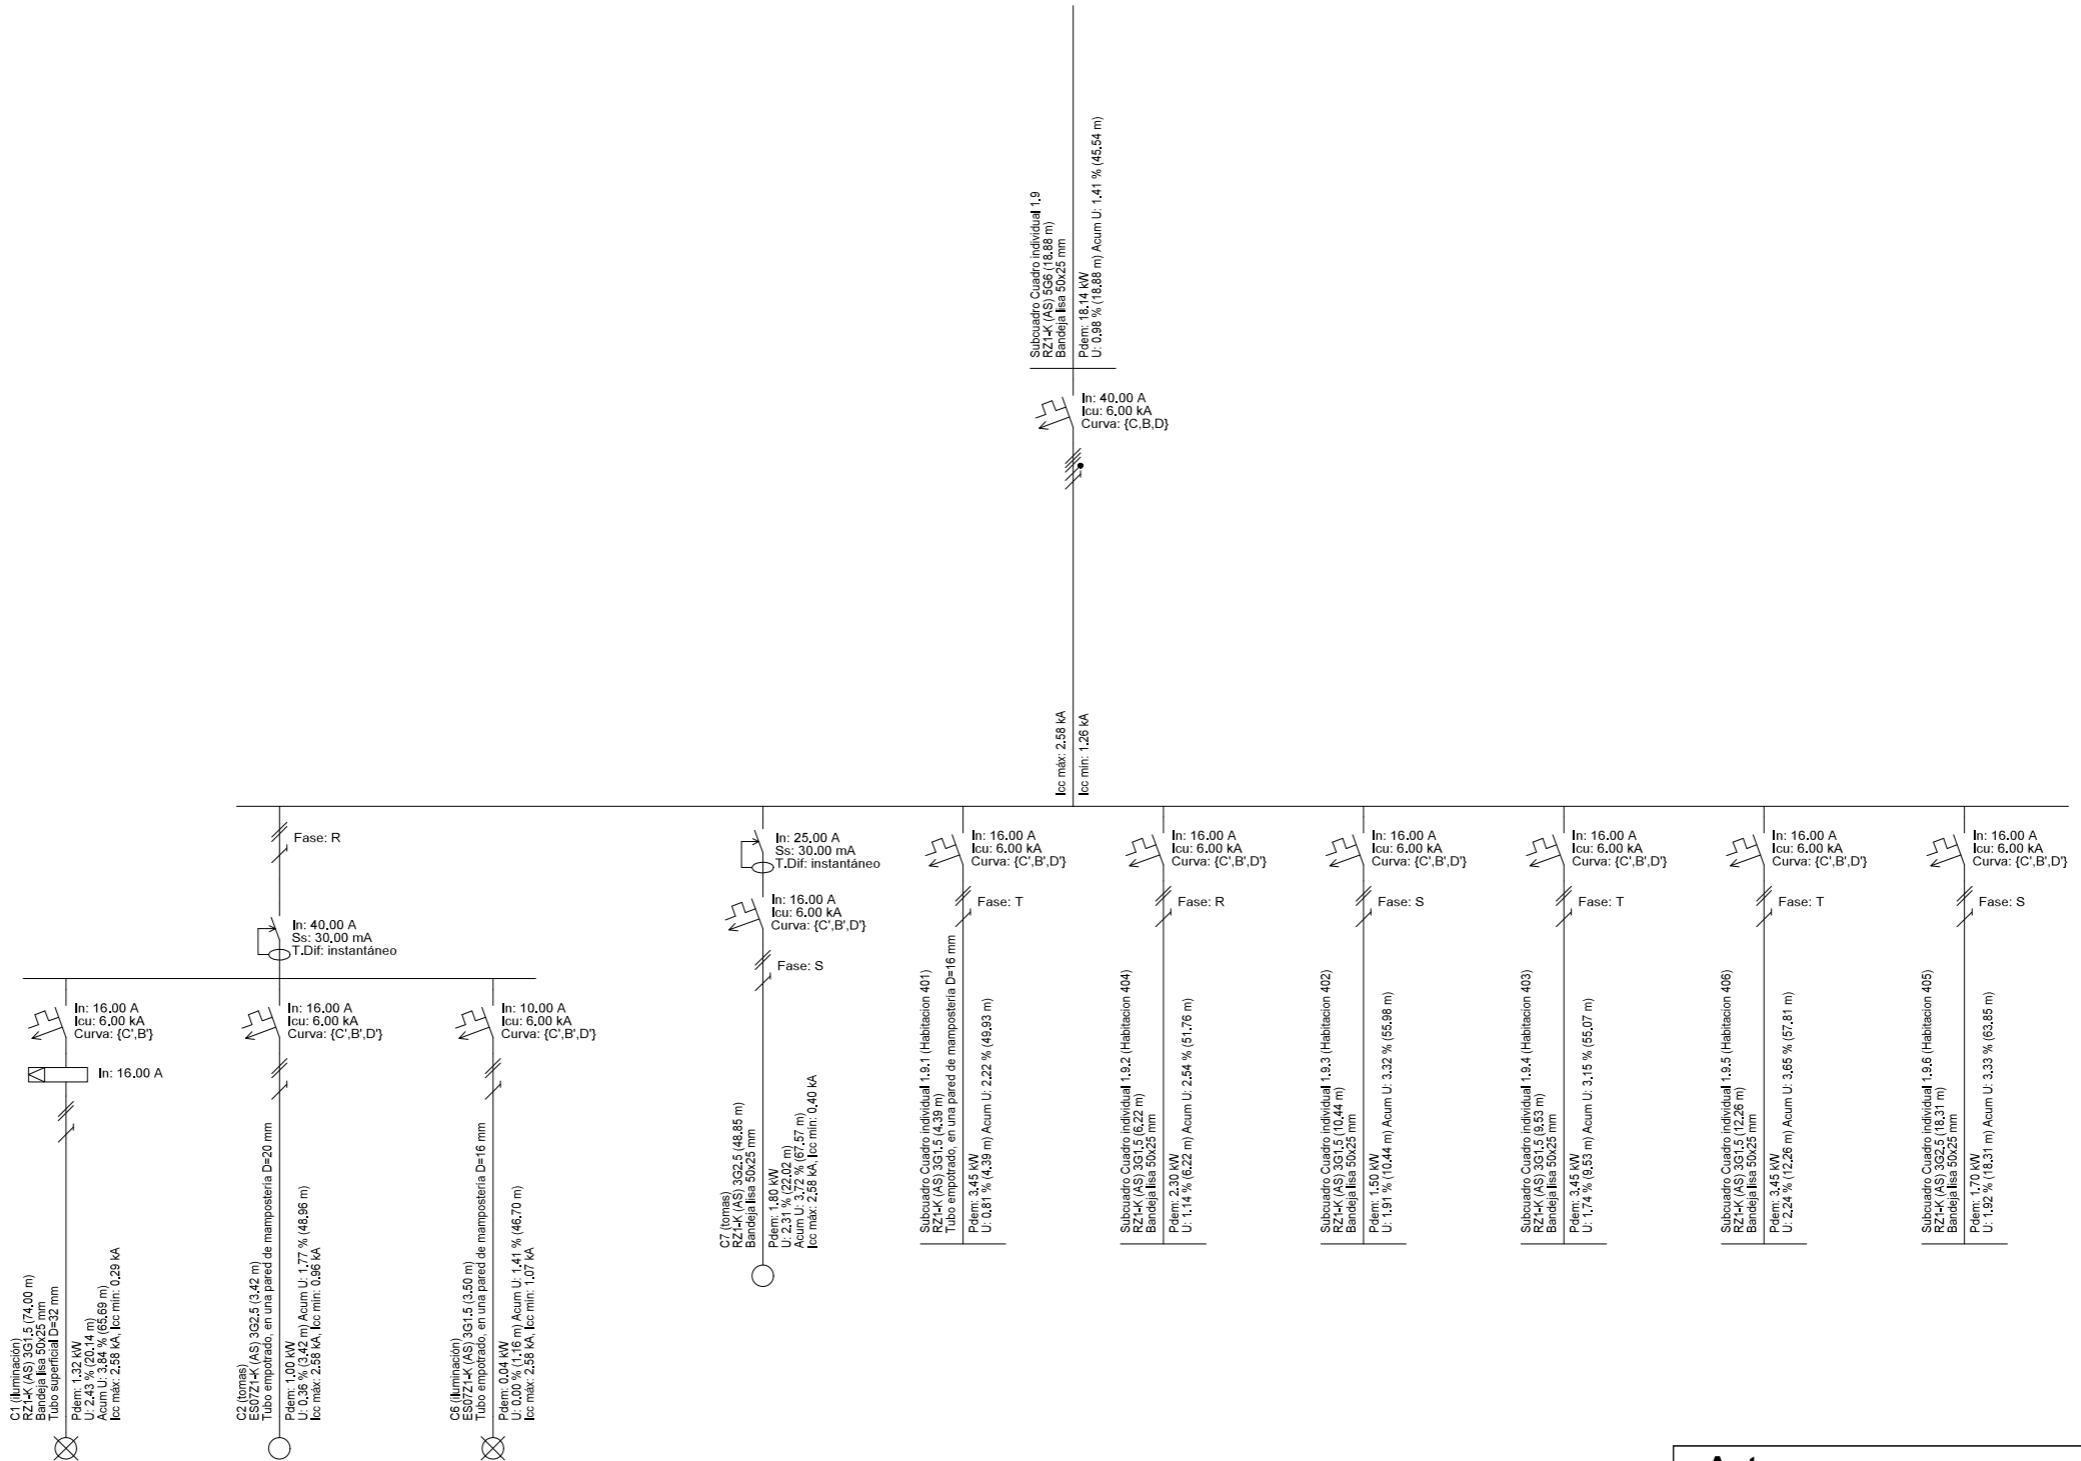 Subcuadro Cuadro individual 1.9
RZ1-K (AS) 5G6 (18.88 m)
Bandeja lisa 50x25 mm
Pdem: 18.14 kW
U: 0.98 % (18.88 m) Acum U: 1.41 % (45.54 m)
In: 40.00 A
Icu: 6.00 kA
Curva: {C,B,D}
Icc máx: 2.58 kA
Icc mín: 1.26 kA
Fase: R
In: 40.00 A
Ss: 30.00 mA
T.Dif: instantáneo
In: 16.00 A
Icu: 6.00 kA
Curva: {C',B'}
In: 16.00 A
C1 (iluminación)
RZ1-K (AS) 3G1.5 (74.00 m)
Bandeja lisa 50x25 mm
Tubo superficial D=32 mm
Pdem: 1.32 kW
U: 2.43 % (20.14 m)
Acum U: 3.84 % (65.69 m)
Icc máx: 2.58 kA, Icc mín: 0.29 kA
In: 16.00 A
Icu: 6.00 kA
Curva: {C',B',D'}
C2 (tomas)
ES07Z1-K (AS) 3G2.5 (3.42 m)
Tubo empotrado, en una pared de mampostería D=20 mm
Pdem: 1.00 kW
U: 0.36 % (3.42 m) Acum U: 1.77 % (48.96 m)
Icc máx: 2.58 kA, Icc mín: 0.96 kA
In: 10.00 A
Icu: 6.00 kA
Curva: {C',B',D'}
C6 (iluminación)
ES07Z1-K (AS) 3G1.5 (3.50 m)
Tubo empotrado, en una pared de mampostería D=16 mm
Pdem: 0.04 kW
U: 0.00 % (1.16 m) Acum U: 1.41 % (46.70 m)
Icc máx: 2.58 kA, Icc mín: 1.07 kA
In: 25.00 A
Ss: 30.00 mA
T.Dif: instantáneo
In: 16.00 A
Icu: 6.00 kA
Curva: {C',B',D'}
Fase: S
C7 (tomas)
RZ1-K (AS) 3G2.5 (48.85 m)
Bandeja lisa 50x25 mm
Pdem: 1.80 kW
U: 2.31 % (22.02 m)
Acum U: 3.72 % (67.57 m)
Icc máx: 2.58 kA, Icc mín: 0.40 kA
In: 16.00 A
Icu: 6.00 kA
Curva: {C',B',D'}
Fase: T
Subcuadro Cuadro individual 1.9.1 (Habitacion 401)
RZ1-K (AS) 3G1.5 (4.39 m)
Tubo empotrado, en una pared de mampostería D=16 mm
Pdem: 3.45 kW
U: 0.81 % (4.39 m) Acum U: 2.22 % (49.93 m)
In: 16.00 A
Icu: 6.00 kA
Curva: {C',B',D'}
Fase: R
Subcuadro Cuadro individual 1.9.2 (Habitacion 404)
RZ1-K (AS) 3G1.5 (6.22 m)
Bandeja lisa 50x25 mm
Pdem: 2.30 kW
U: 1.14 % (6.22 m) Acum U: 2.54 % (51.76 m)
In: 16.00 A
Icu: 6.00 kA
Curva: {C',B',D'}
Fase: S
Subcuadro Cuadro individual 1.9.3 (Habitacion 402)
RZ1-K (AS) 3G1.5 (10.44 m)
Bandeja lisa 50x25 mm
Pdem: 1.50 kW
U: 1.91 % (10.44 m) Acum U: 3.32 % (55.98 m)
In: 16.00 A
Icu: 6.00 kA
Curva: {C',B',D'}
Fase: T
Subcuadro Cuadro individual 1.9.4 (Habitacion 403)
RZ1-K (AS) 3G1.5 (9.53 m)
Bandeja lisa 50x25 mm
Pdem: 3.45 kW
U: 1.74 % (9.53 m) Acum U: 3.15 % (55.07 m)
In: 16.00 A
Icu: 6.00 kA
Curva: {C',B',D'}
Fase: T
Subcuadro Cuadro individual 1.9.5 (Habitacion 406)
RZ1-K (AS) 3G1.5 (12.26 m)
Bandeja lisa 50x25 mm
Pdem: 3.45 kW
U: 2.24 % (12.26 m) Acum U: 3.65 % (57.81 m)
In: 16.00 A
Icu: 6.00 kA
Curva: {C',B',D'}
Fase: S
Subcuadro Cuadro individual 1.9.6 (Habitacion 405)
RZ1-K (AS) 3G2.5 (18.31 m)
Bandeja lisa 50x25 mm
Pdem: 1.70 kW
U: 1.92 % (18.31 m) Acum U: 3.33 % (63.85 m)